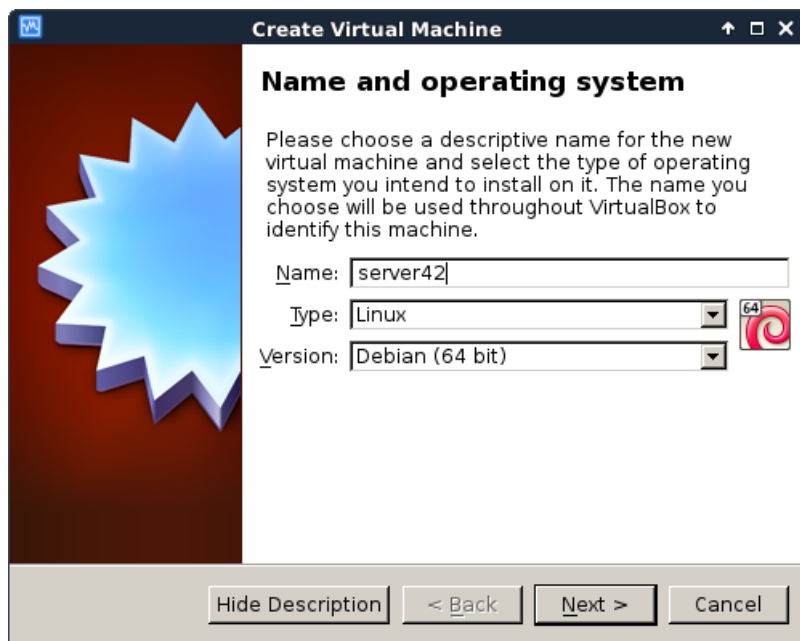 Create Virtual Machine
Name and operating system
Please choose a descriptive name for the new
virtual machine and select the type of operating
system you intend to install on it. The name you
choose will be used throughout VirtualBox to
identify this machine.
Name: server42
Type: Linux
64
Version: Debian (64 bit)
Hide Description < Back Next > Cancel